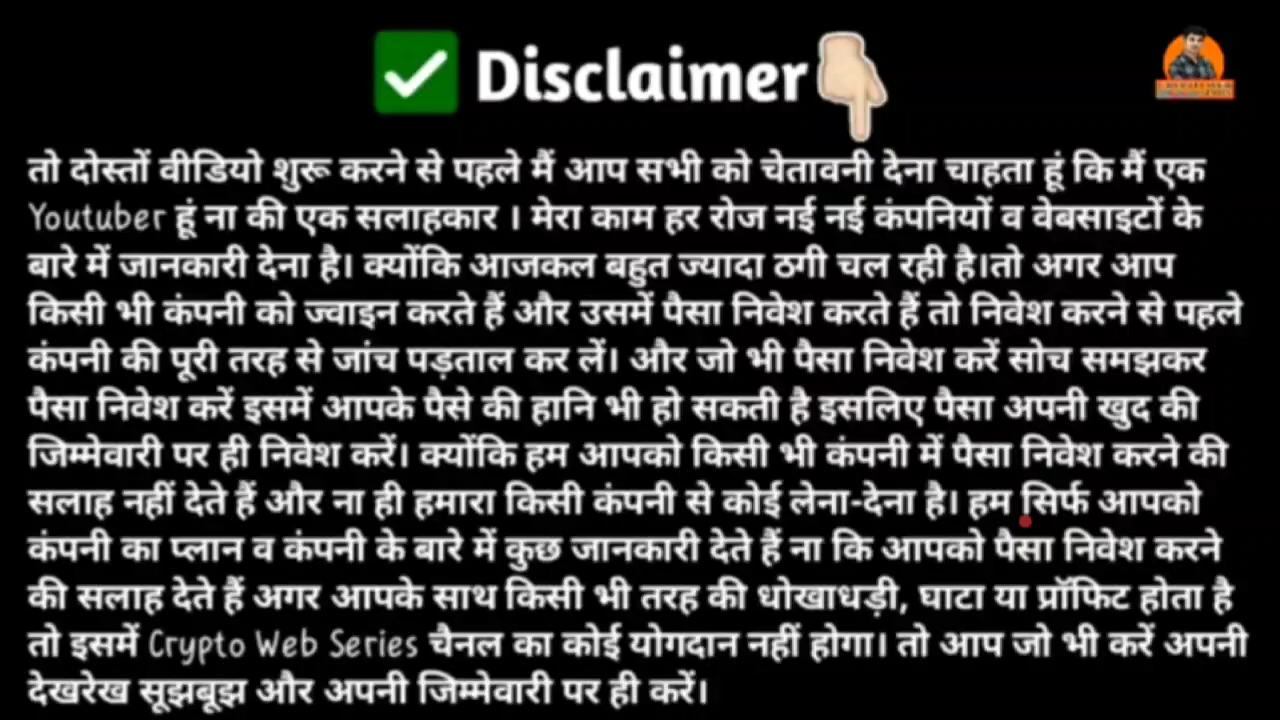 ✅ Disclaimer👇🏻
तो दोस्तों वीडियो शुरू करने से पहले मैं आप सभी को चेतावनी देना चाहता हूं कि मैं एक
Youtuber हूं ना की एक सलाहकार । मेरा काम हर रोज नई नई कंपनियों व वेबसाइटों के
बारे में जानकारी देना है। क्योंकि आजकल बहुत ज्यादा ठगी चल रही है।तो अगर आप
किसी भी कंपनी को ज्वाइन करते हैं और उसमें पैसा निवेश करते हैं तो निवेश करने से पहले
कंपनी की पूरी तरह से जांच पड़ताल कर लें। और जो भी पैसा निवेश करें सोच समझकर
पैसा निवेश करें इसमें आपके पैसे की हानि भी हो सकती है इसलिए पैसा अपनी खुद की
जिम्मेवारी पर ही निवेश करें। क्योंकि हम आपको किसी भी कंपनी में पैसा निवेश करने की
सलाह नहीं देते हैं और ना ही हमारा किसी कंपनी से कोई लेना-देना है। हम सिर्फ आपको
कंपनी का प्लान व कंपनी के बारे में कुछ जानकारी देते हैं ना कि आपको पैसा निवेश करने
की सलाह देते हैं अगर आपके साथ किसी भी तरह की धोखाधड़ी, घाटा या प्रॉफिट होता है
तो इसमें Crypto Web Series चैनल का कोई योगदान नहीं होगा। तो आप जो भी करें अपनी
देखरेख सूझबूझ और अपनी जिम्मेवारी पर ही करें।